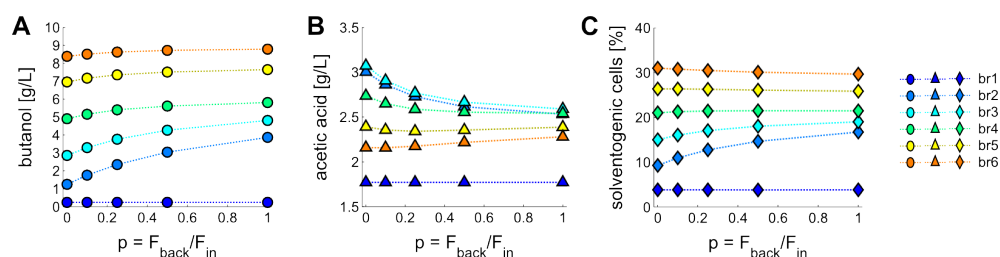 A
butanol [g/L]
10
9
8
7
6
5
4
3
2
1
0
0 0.2 0.4 0.6 0.8 1
p = F_back/F_in
B
acetic acid [g/L]
3.5
3
2.5
2
1.5
0 0.2 0.4 0.6 0.8 1
p = F_back/F_in
C
solventogenic cells [%]
40
30
20
10
0
0 0.2 0.4 0.6 0.8 1
p = F_back/F_in
br1
br2
br3
br4
br5
br6